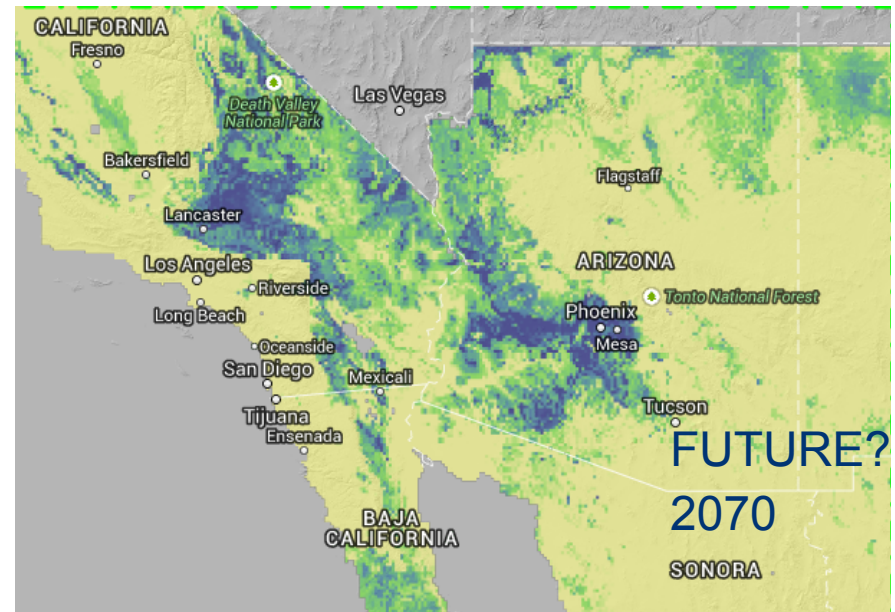 CALIFORNIA
Fresno
Death Valley
National Park
Las Vegas
Bakersfield
Flagstaff
Lancaster
Los Angeles
ARIZONA
Riverside
Tonto National Forest
Long Beach
Phoenix
Mesa
Oceanside
San Diego
Mexicali
Tijuana
Tucson
Ensenada
FUTURE?
2070
BAJA
CALIFORNIA
SONORA